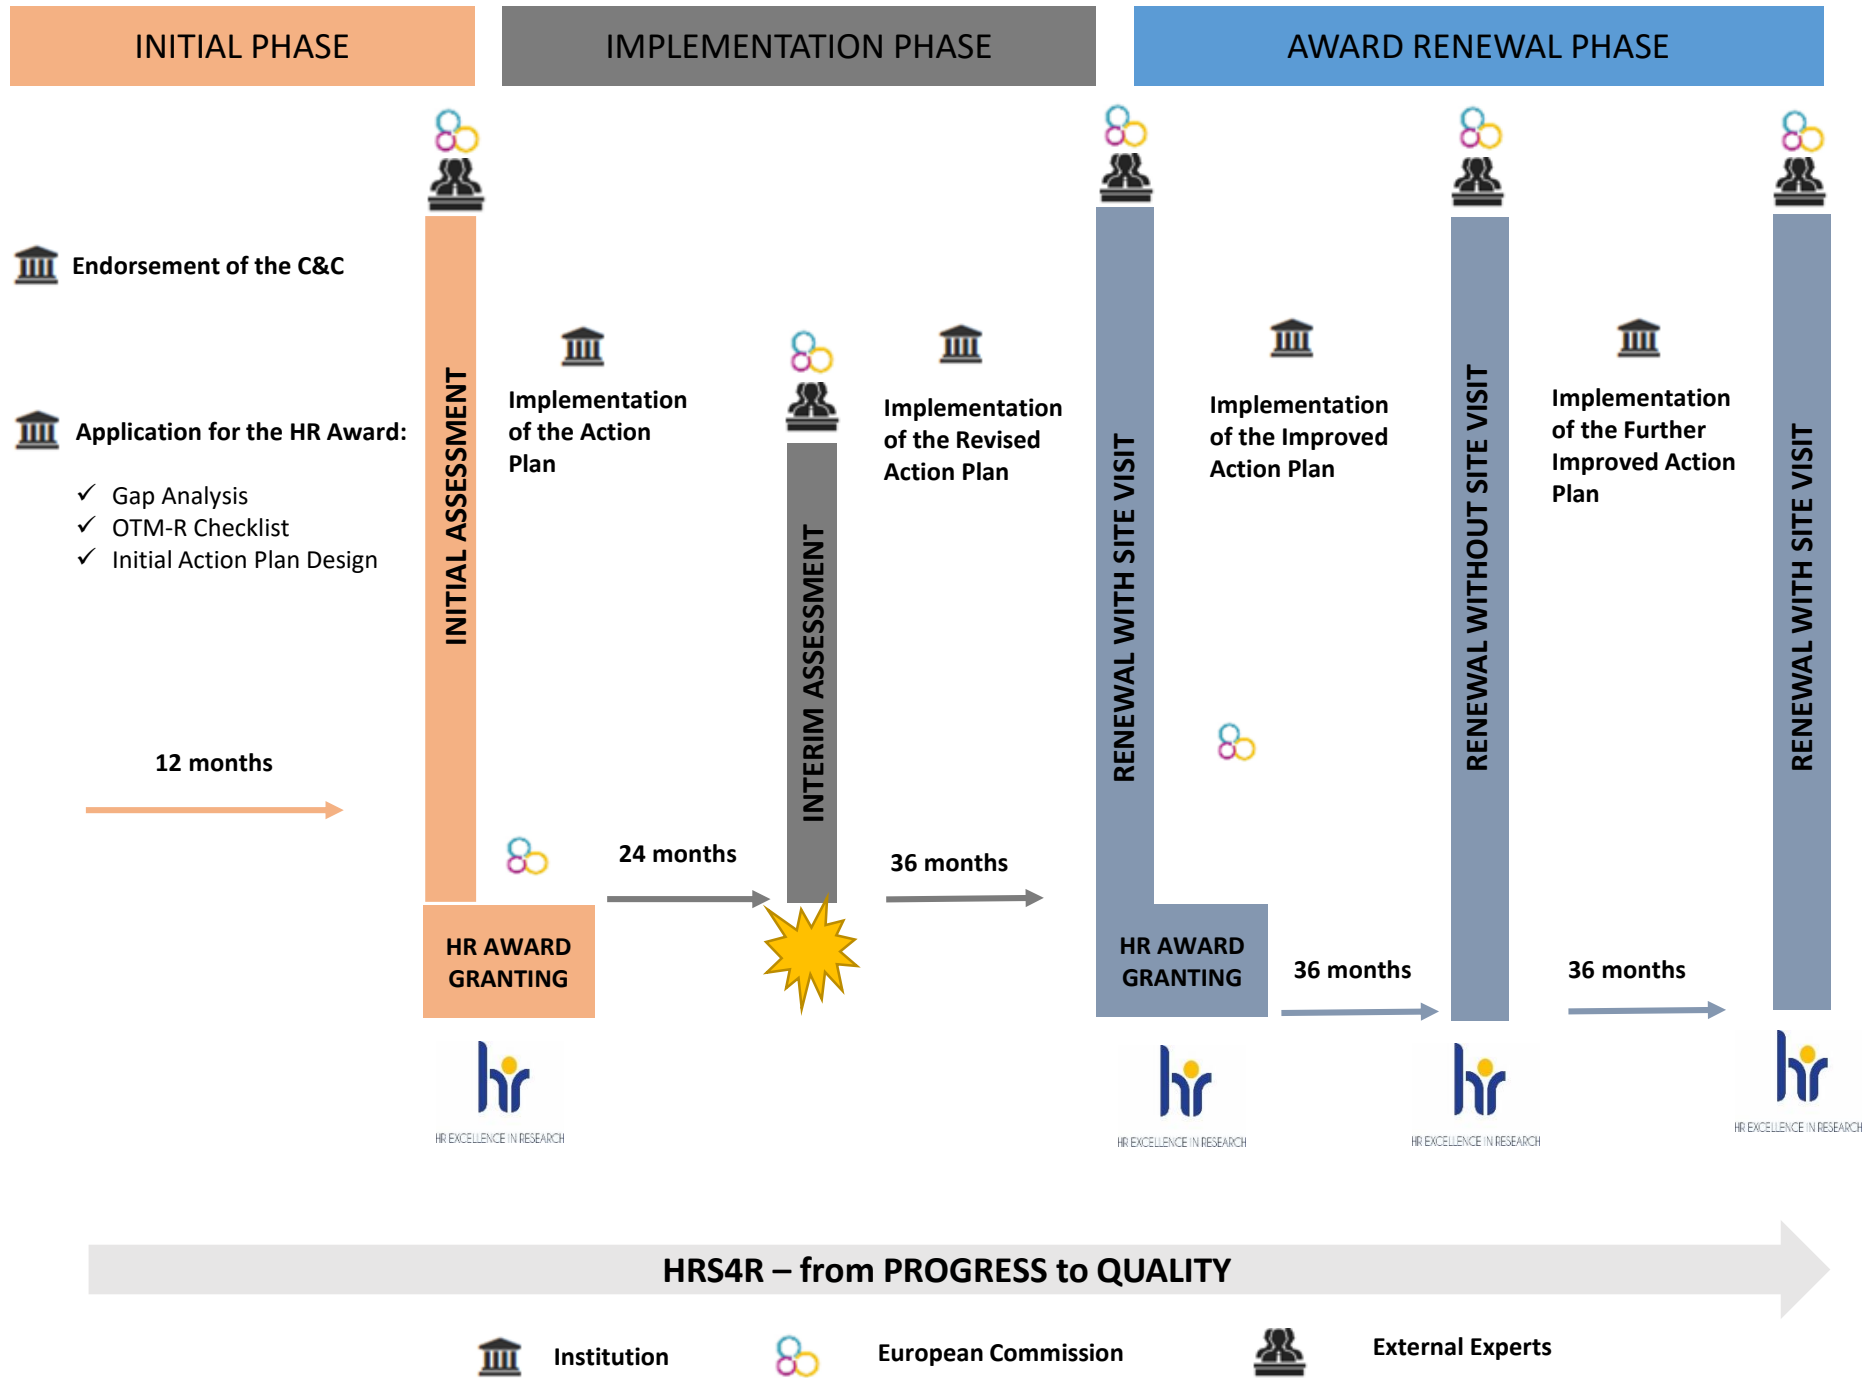 INITIAL PHASE
IMPLEMENTATION PHASE
AWARD RENEWAL PHASE
Endorsement of the C&C
Application for the HR Award:
✓ Gap Analysis
✓ OTM-R Checklist
✓ Initial Action Plan Design
12 months
INITIAL ASSESSMENT
HR AWARD
GRANTING
hr
HR EXCELLENCE IN RESEARCH
Implementation
of the Action
Plan
24 months
INTERIM ASSESSMENT
Implementation
of the Revised
Action Plan
36 months
RENEWAL WITH SITE VISIT
HR AWARD
GRANTING
hr
HR EXCELLENCE IN RESEARCH
Implementation
of the Improved
Action Plan
36 months
RENEWAL WITHOUT SITE VISIT
hr
HR EXCELLENCE IN RESEARCH
Implementation
of the Further
Improved Action
Plan
36 months
RENEWAL WITH SITE VISIT
hr
HR EXCELLENCE IN RESEARCH
HRS4R – from PROGRESS to QUALITY
Institution
European Commission
External Experts